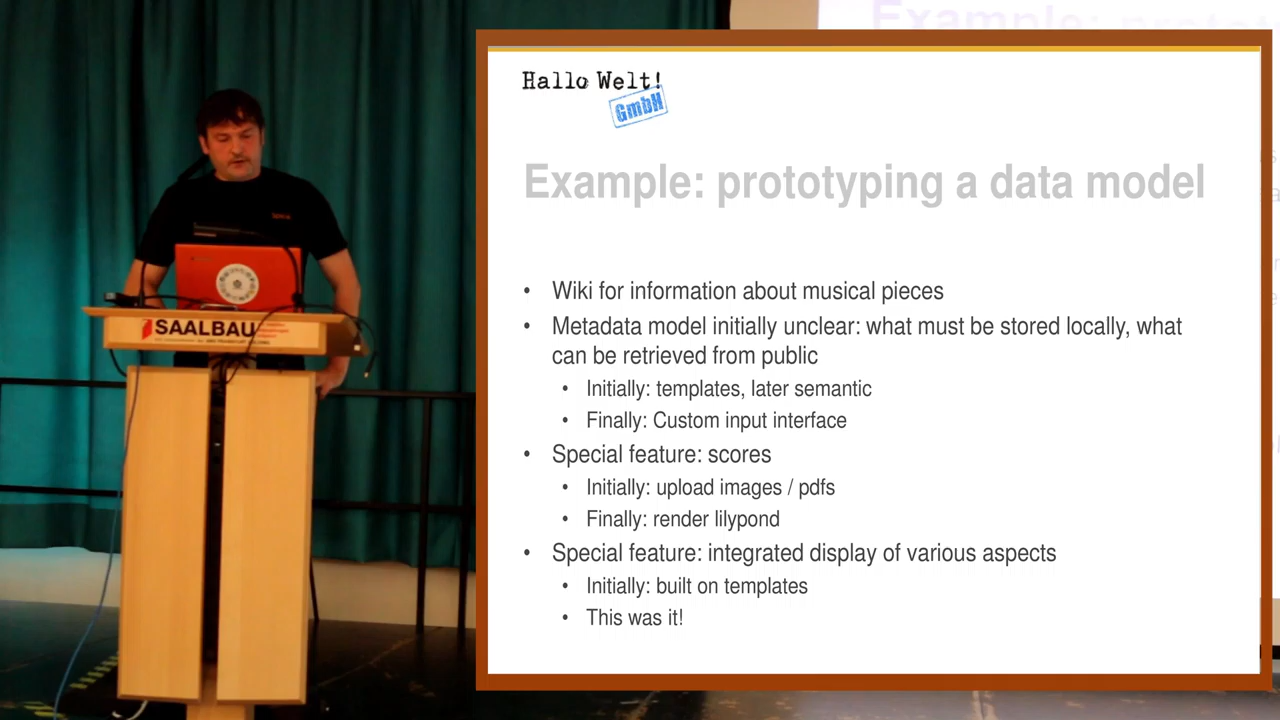 Example: protot
Hallo Welt!
GmbH
Example: prototyping a data model
• Wiki for information about musical pieces
• Metadata model initially unclear: what must be stored locally, what
can be retrieved from public
• Initially: templates, later semantic
• Finally: Custom input interface
• Special feature: scores
• Initially: upload images / pdfs
• Finally: render lilypond
• Special feature: integrated display of various aspects
• Initially: built on templates
• This was it!
SAALBAU